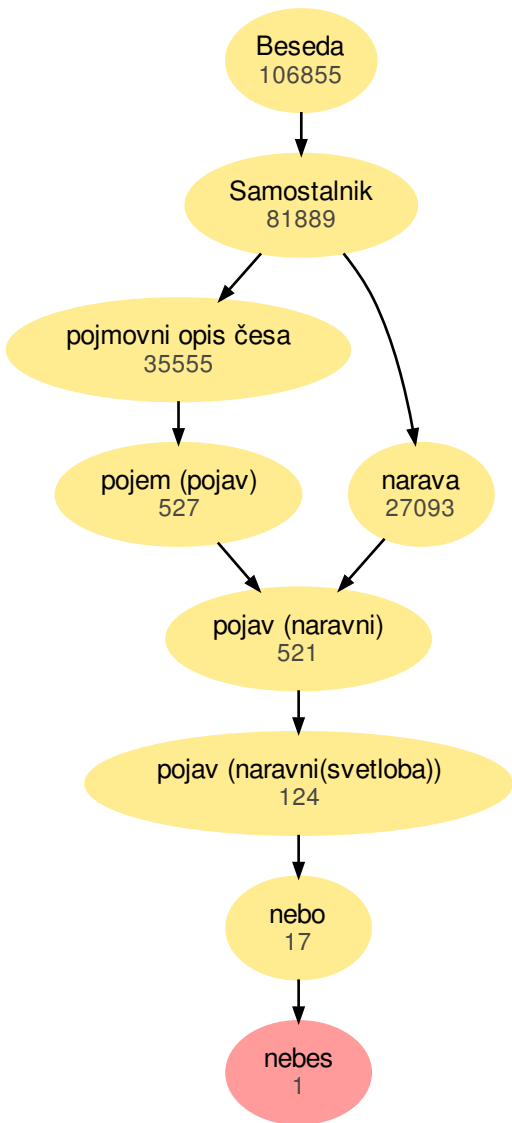 Beseda
106855
Samostalnik
81889
pojmovni opis česa
35555
pojem (pojav)
527
narava
27093
pojav (naravni)
521
pojav (naravni(svetloba))
124
nebo
17
nebes
1